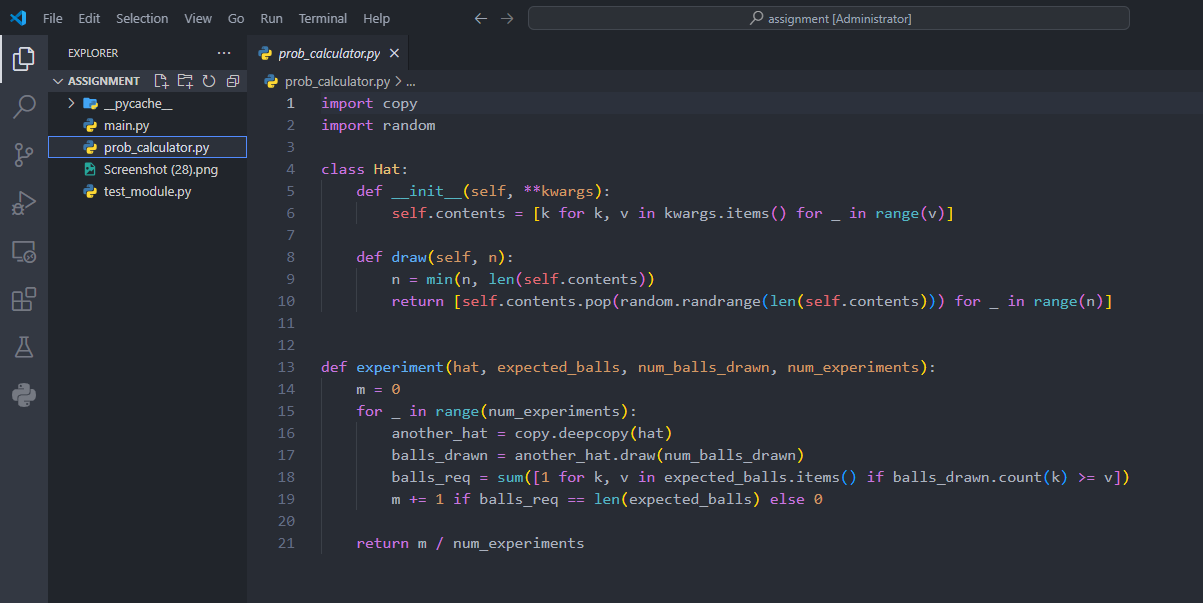 File Edit Selection View Go Run Terminal Help
assignment [Administrator]
EXPLORER ...
ASSIGNMENT
__pycache__
main.py
prob_calculator.py
Screenshot (28).png
test_module.py
prob_calculator.py
prob_calculator.py > ...
1 import copy
2 import random
3
4 class Hat:
5     def __init__(self, **kwargs):
6         self.contents = [k for k, v in kwargs.items() for _ in range(v)]
7
8     def draw(self, n):
9         n = min(n, len(self.contents))
10         return [self.contents.pop(random.randrange(len(self.contents))) for _ in range(n)]
11
12
13 def experiment(hat, expected_balls, num_balls_drawn, num_experiments):
14     m = 0
15     for _ in range(num_experiments):
16         another_hat = copy.deepcopy(hat)
17         balls_drawn = another_hat.draw(num_balls_drawn)
18         balls_req = sum([1 for k, v in expected_balls.items() if balls_drawn.count(k) >= v])
19         m += 1 if balls_req == len(expected_balls) else 0
20
21     return m / num_experiments